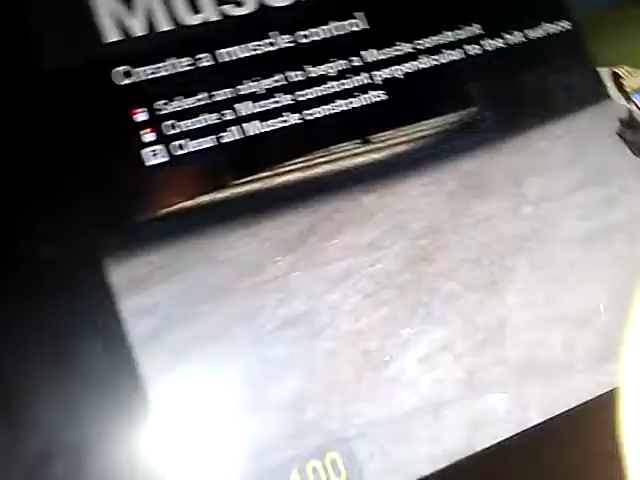 Muscle
Create a muscle control
Select an object to begin a Muscle constraint
Create a Muscle constraint perpendicular to the hit surface
Clear all Muscle constraints
100